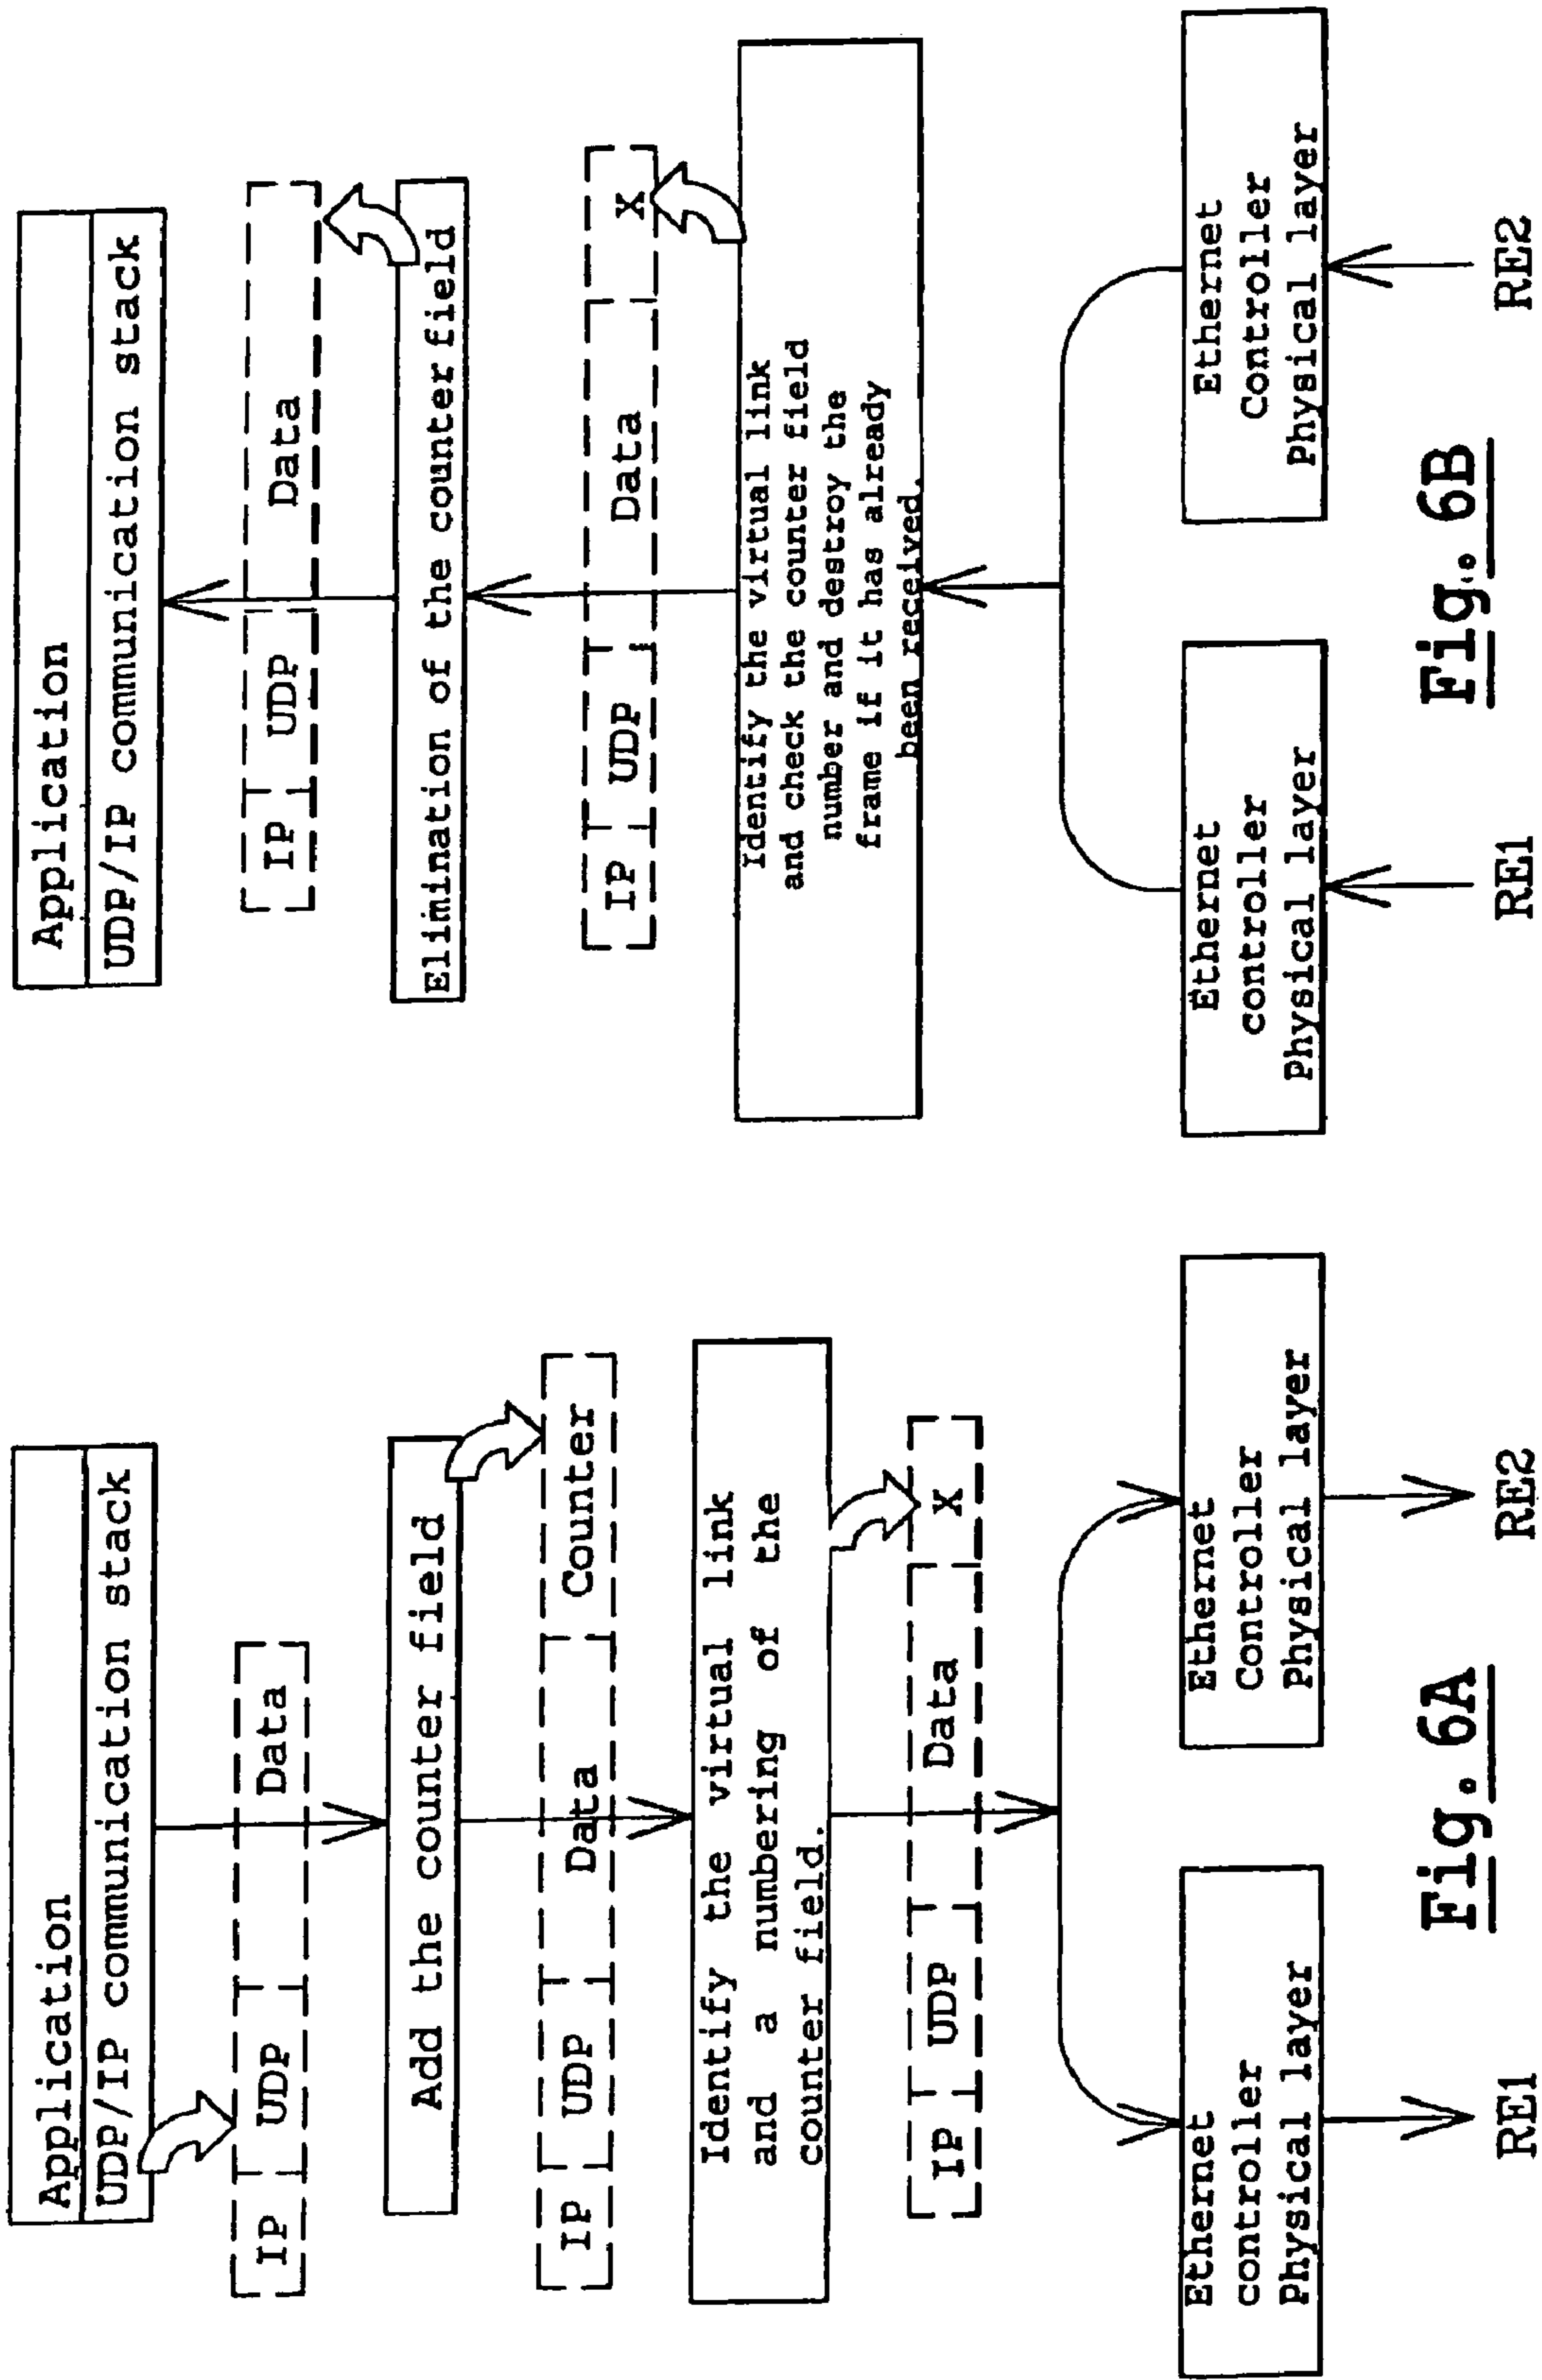 Application
UDP/IP communication stack
IP UDP Data
Add the counter field
IP UDP Data Counter
Identify the virtual link
and a numbering of the
counter field.
IP UDP Data X
Ethernet
controller
Physical layer
Ethernet
Controller
Physical layer
RE1
RE2
Fig. 6A
Application
UDP/IP communication stack
IP UDP Data
Elimination of the counter field
IP UDP Data X
Identify the virtual link
and check the counter field
number and destroy the
frame if it has already
been received.
Ethernet
controller
Physical layer
Ethernet
Controller
Physical layer
RE1
RE2
Fig. 6B